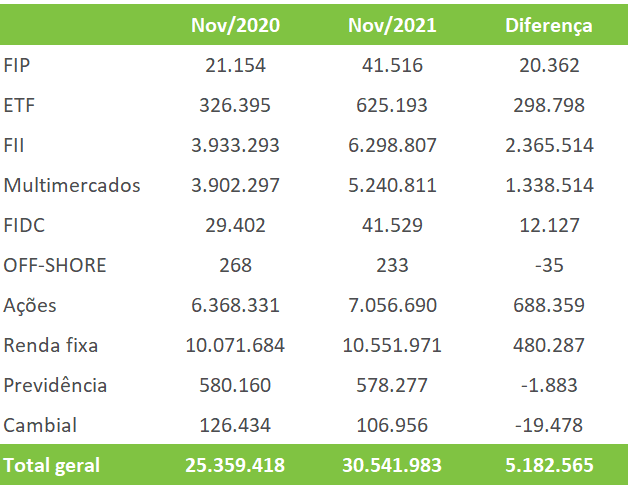 Nov/2020 Nov/2021 Diferença
FIP 21.154 41.516 20.362
ETF 326.395 625.193 298.798
FII 3.933.293 6.298.807 2.365.514
Multimercados 3.902.297 5.240.811 1.338.514
FIDC 29.402 41.529 12.127
OFF-SHORE 268 233 -35
Ações 6.368.331 7.056.690 688.359
Renda fixa 10.071.684 10.551.971 480.287
Previdência 580.160 578.277 -1.883
Cambial 126.434 106.956 -19.478
Total geral 25.359.418 30.541.983 5.182.565